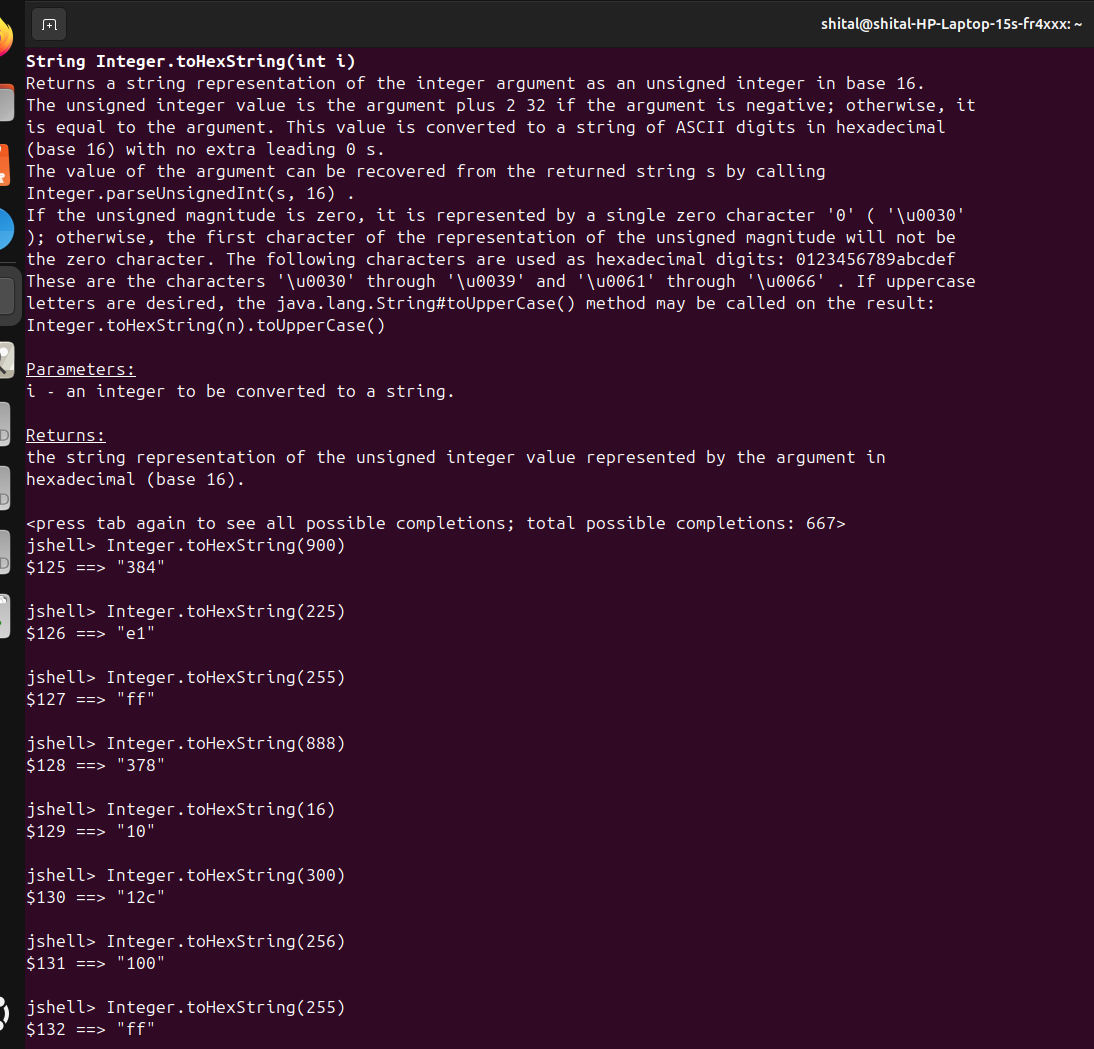 shital@shital-HP-Laptop-15s-fr4xxx: ~
String Integer.toHexString(int i)
Returns a string representation of the integer argument as an unsigned integer in base 16.
The unsigned integer value is the argument plus 2 32 if the argument is negative; otherwise, it
is equal to the argument. This value is converted to a string of ASCII digits in hexadecimal
(base 16) with no extra leading 0 s.
The value of the argument can be recovered from the returned string s by calling
Integer.parseUnsignedInt(s, 16) .
If the unsigned magnitude is zero, it is represented by a single zero character '0' ( '\u0030'
); otherwise, the first character of the representation of the unsigned magnitude will not be
the zero character. The following characters are used as hexadecimal digits: 0123456789abcdef
These are the characters '\u0030' through '\u0039' and '\u0061' through '\u0066' . If uppercase
letters are desired, the java.lang.String#toUpperCase() method may be called on the result:
Integer.toHexString(n).toUpperCase()
Parameters:
i - an integer to be converted to a string.
Returns:
the string representation of the unsigned integer value represented by the argument in
hexadecimal (base 16).
<press tab again to see all possible completions; total possible completions: 667>
jshell> Integer.toHexString(900)
$125 ==> "384"
jshell> Integer.toHexString(225)
$126 ==> "e1"
jshell> Integer.toHexString(255)
$127 ==> "ff"
jshell> Integer.toHexString(888)
$128 ==> "378"
jshell> Integer.toHexString(16)
$129 ==> "10"
jshell> Integer.toHexString(300)
$130 ==> "12c"
jshell> Integer.toHexString(256)
$131 ==> "100"
jshell> Integer.toHexString(255)
$132 ==> "ff"